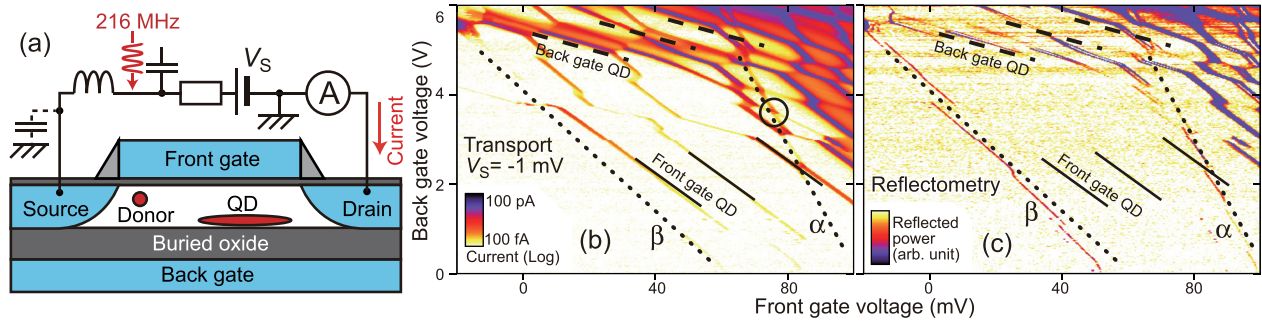 (a)
216 MHz
V_S
A
Current
Front gate
Source
Donor
QD
Drain
Buried oxide
Back gate
Back gate voltage (V)
6
4
2
0
Back gate QD
Transport
V_S= -1 mV
100 pA
100 fA
Current (Log)
Front gate QD
β
α
(b)
0
40
80
Back gate QD
Reflectometry
Reflected
power
(arb. unit)
Front gate QD
β
α
(c)
0
40
80
Front gate voltage (mV)